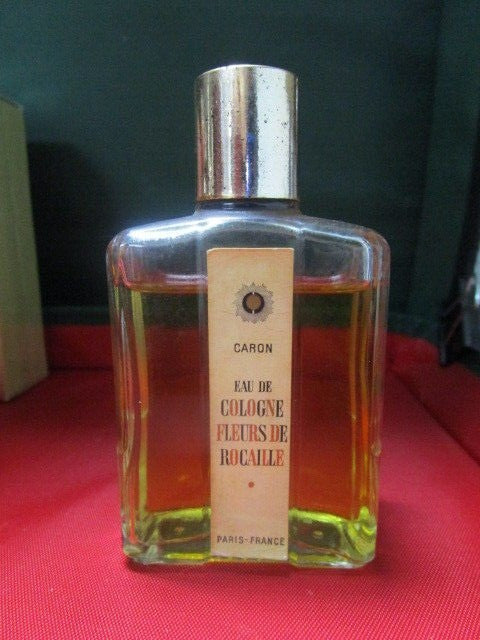 CARON
EAU DE
COLOGNE
FLEURS DE
ROCAILLE
PARIS-FRANCE